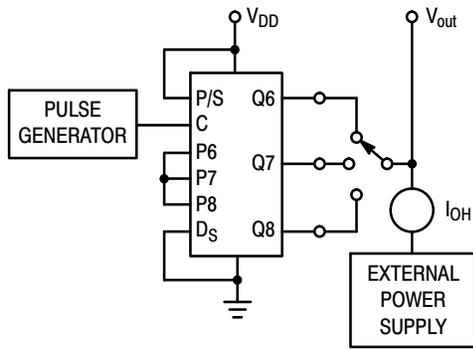 VDD
Vout
P/S
Q6
PULSE
GENERATOR
C
P6
P7
Q7
P8
DS
Q8
IOH
EXTERNAL
POWER
SUPPLY